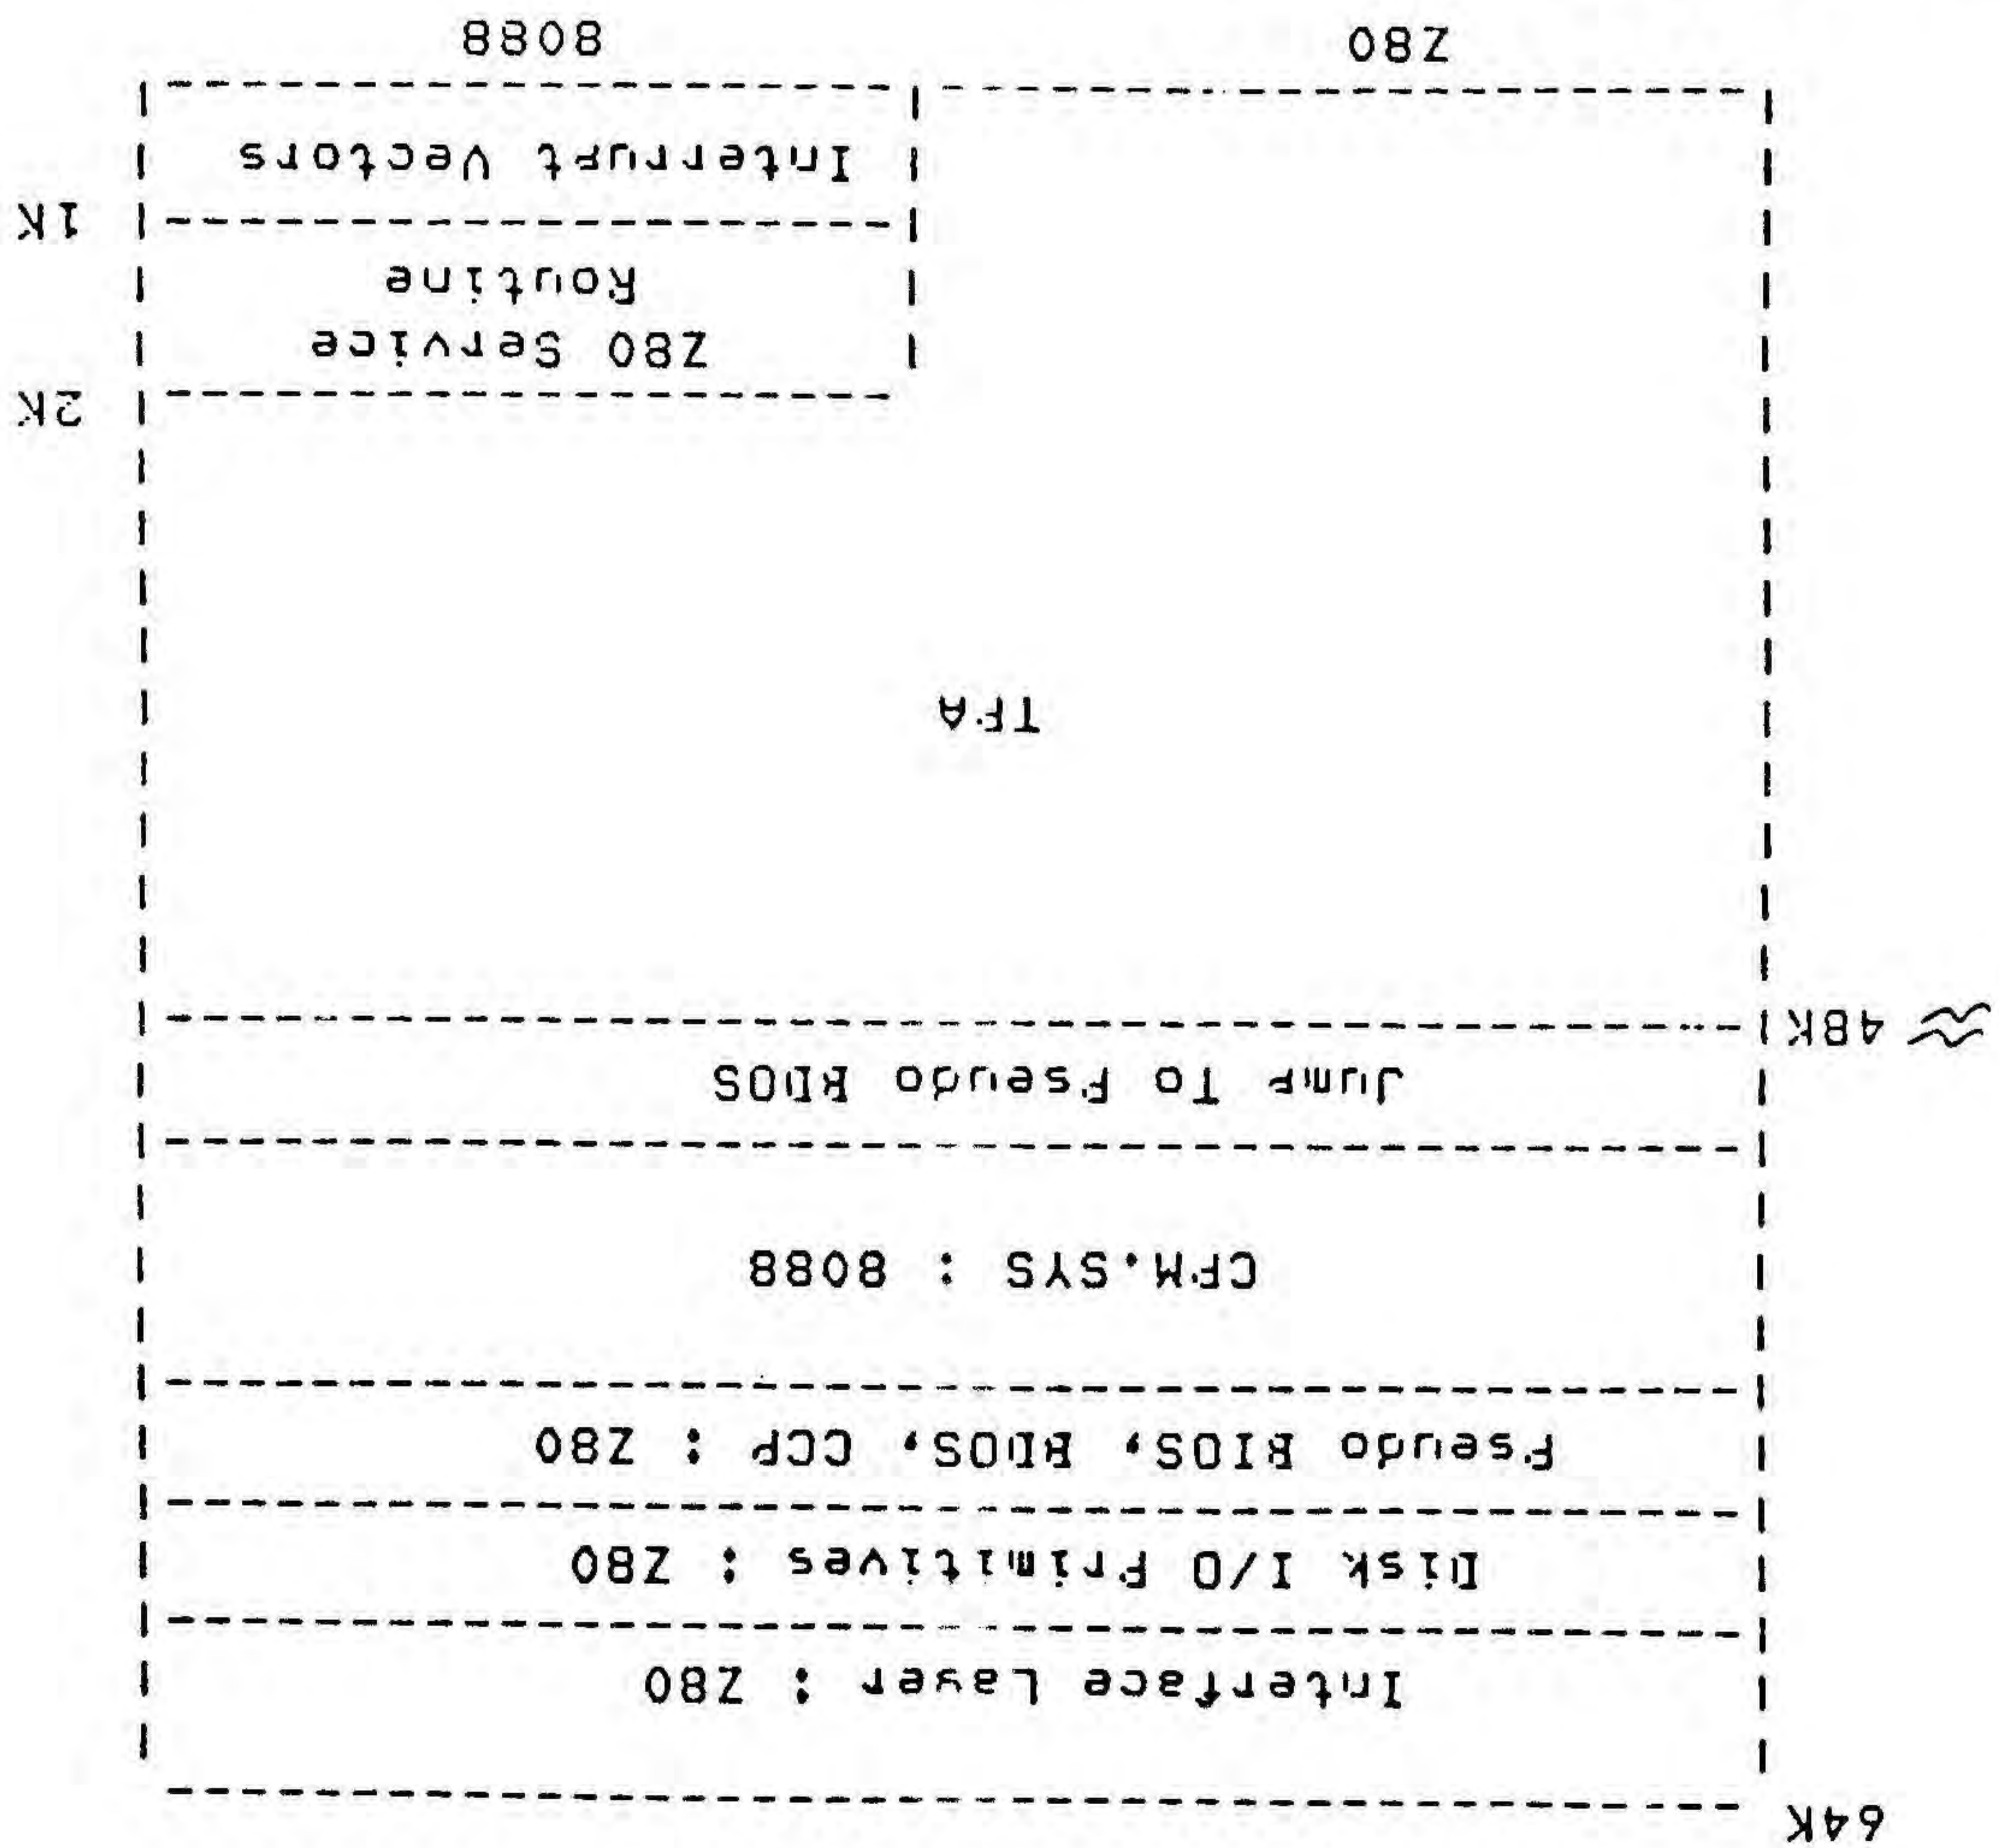 64K
Interface Layer : Z80
Disk I/O Primitives : Z80
Pseudo BIOS, BDOS, CCP : Z80
CPM.SYS : 8088
Jump To Pseudo BDOS
≈ 48K
TPA
2K
Z80 Service
Routine
1K
Interrupt Vectors
Z80 8088